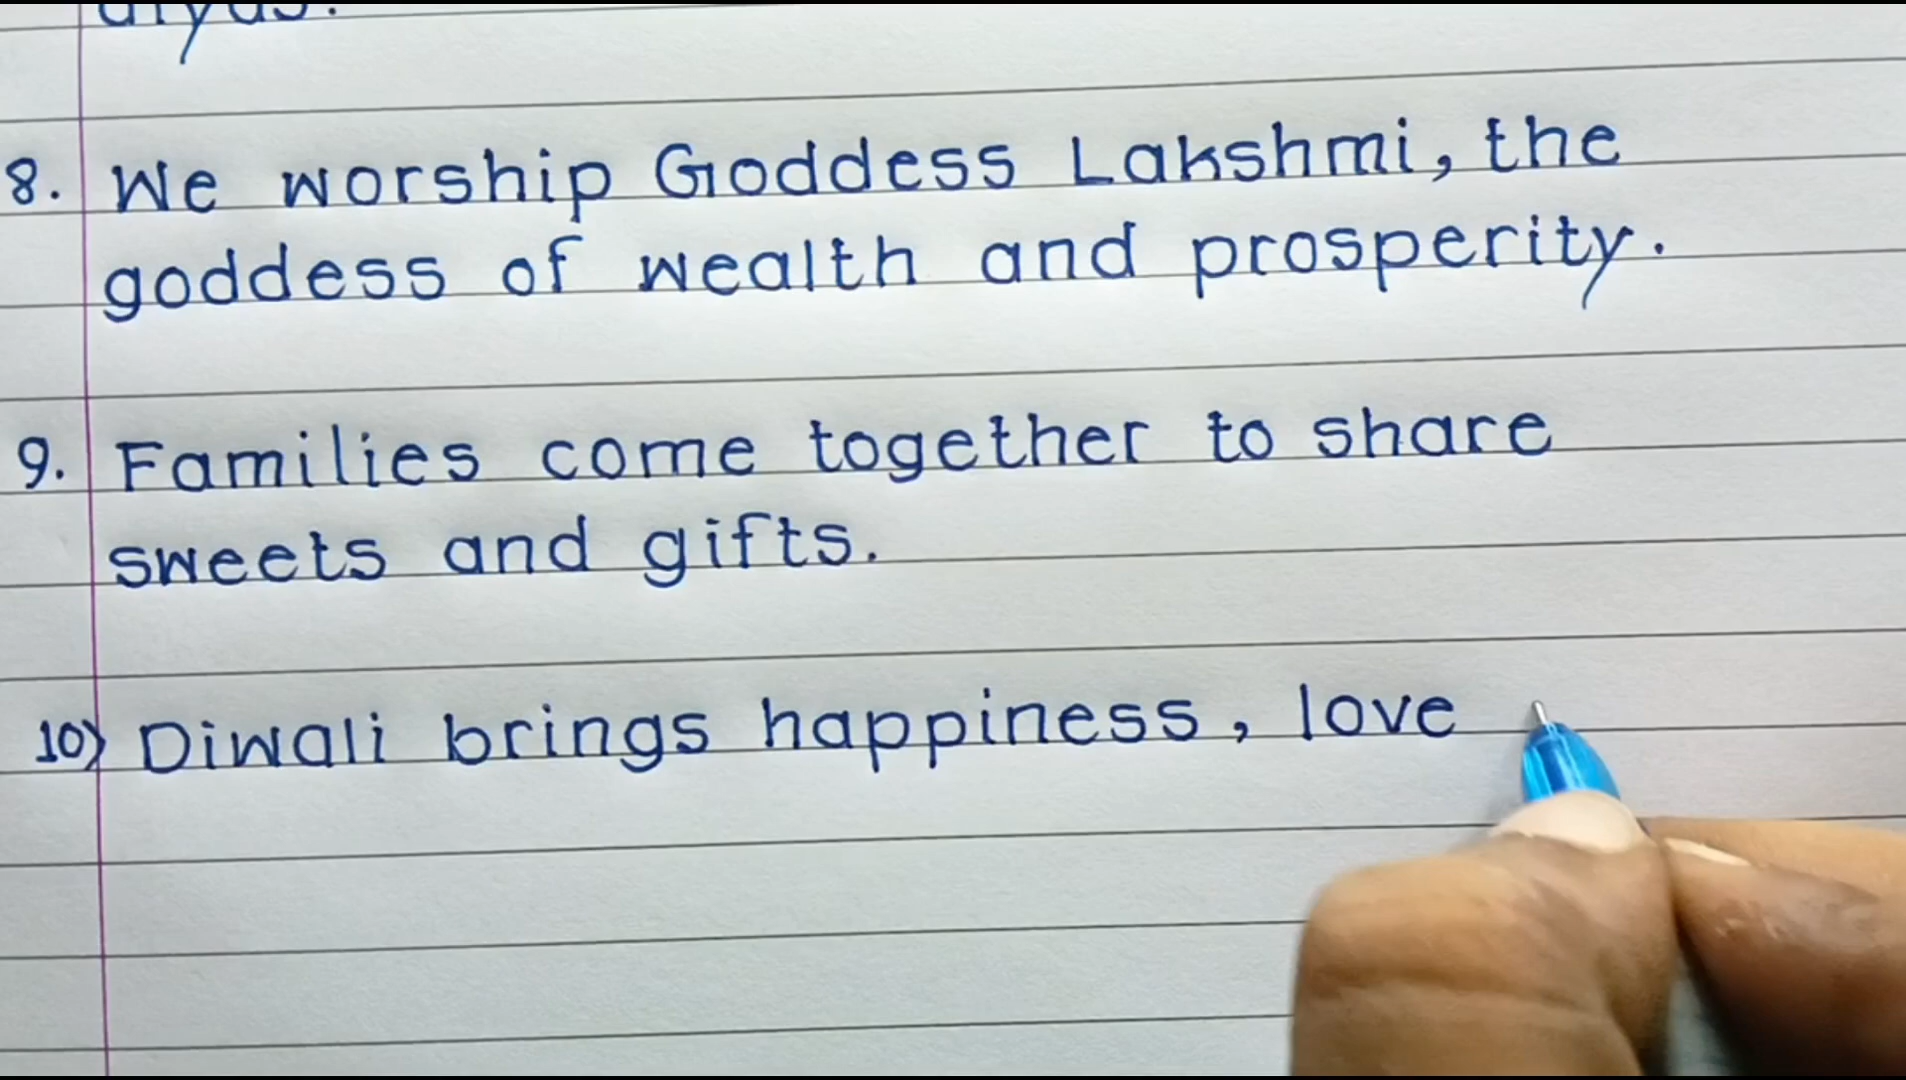 diyas.
8. We worship Goddess Lakshmi, the
goddess of wealth and prosperity.
9. Families come together to share
sweets and gifts.
10) Diwali brings happiness, love